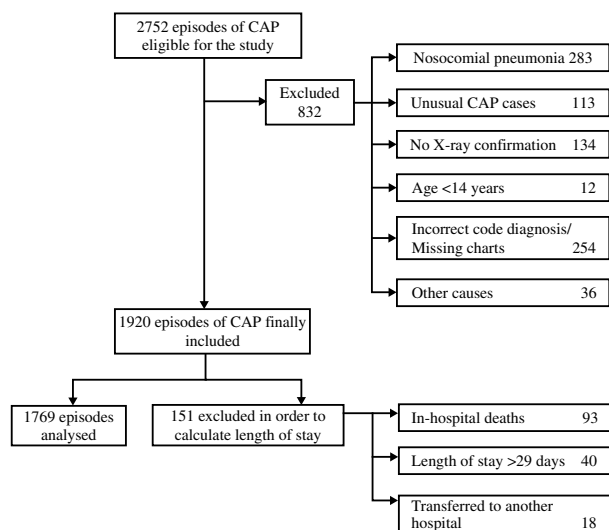 2752 episodes of CAP
eligible for the study
Excluded
832
Nosocomial pneumonia 283
Unusual CAP cases 113
No X-ray confirmation 134
Age <14 years 12
Incorrect code diagnosis/
Missing charts 254
Other causes 36
1920 episodes of CAP finally
included
1769 episodes
analysed
151 excluded in order to
calculate length of stay
In-hospital deaths 93
Length of stay >29 days 40
Transferred to another
hospital 18